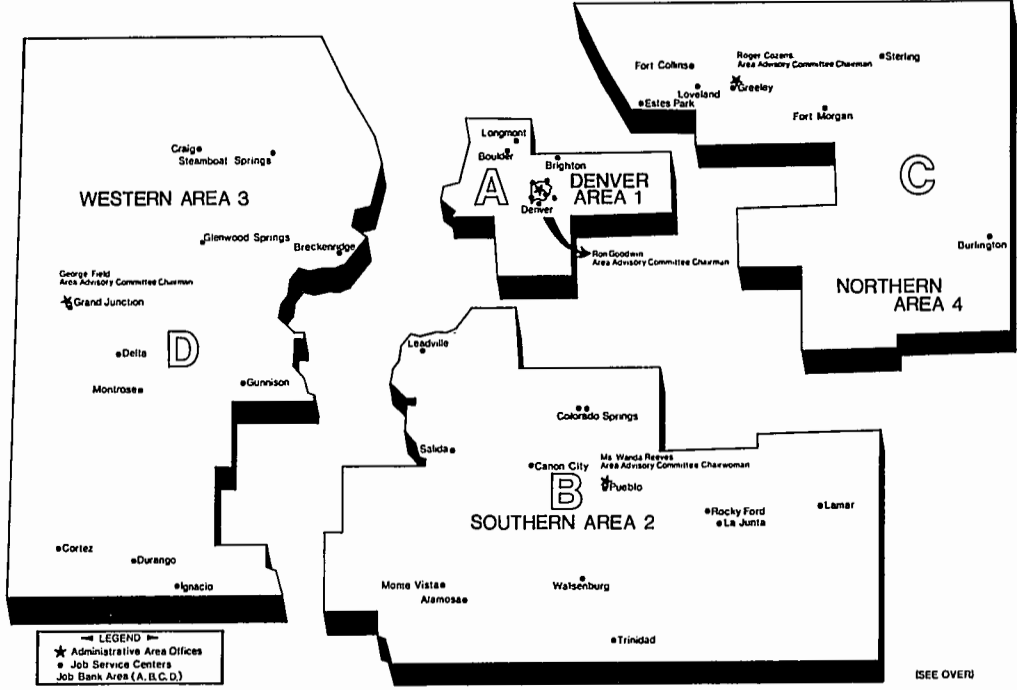 Craig
Steamboat Springs
WESTERN AREA 3
Glenwood Springs
Breckenridge
George Field
Area Advisory Committee Chairman
Grand Junction
D
Delta
Montrose
Gunnison
Cortez
Durango
Ignacio
Longmont
Boulder
Brighton
A
DENVER
AREA 1
Denver
Ron Goodwin
Area Advisory Committee Chairman
Roger Cozens
Area Advisory Committee Chairman
Sterling
Fort Collins
Loveland
Greeley
Estes Park
Fort Morgan
C
Burlington
NORTHERN
AREA 4
Leadville
Colorado Springs
Salida
Ms Wanda Reeves
Area Advisory Committee Chairwoman
Canon City
Pueblo
B
SOUTHERN AREA 2
Rocky Ford
La Junta
Lamar
Monte Vista
Alamosa
Walsenburg
Trinidad
LEGEND
Administrative Area Offices
Job Service Centers
Job Bank Area (A, B, C, D,)
(SEE OVER)